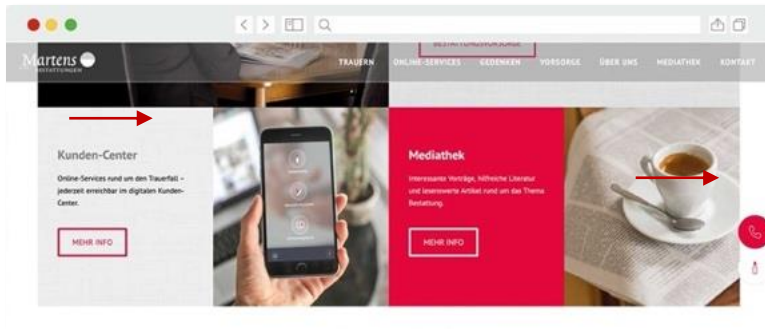 BESTATTUNGSVORSORGE
Martens
BESTATTUNGEN
TRAUERN ONLINE-SERVICES GEDENKEN VORSORGE ÜBER UNS MEDIATHEK KONTAKT
Kunden-Center
Online-Services rund um den Trauerfall –
jederzeit erreichbar im digitalen Kunden-
Center.
MEHR INFO
Mediathek
Interessante Vorträge, hilfreiche Literatur
und lesenswerte Artikel rund um das Thema
Bestattung.
MEHR INFO